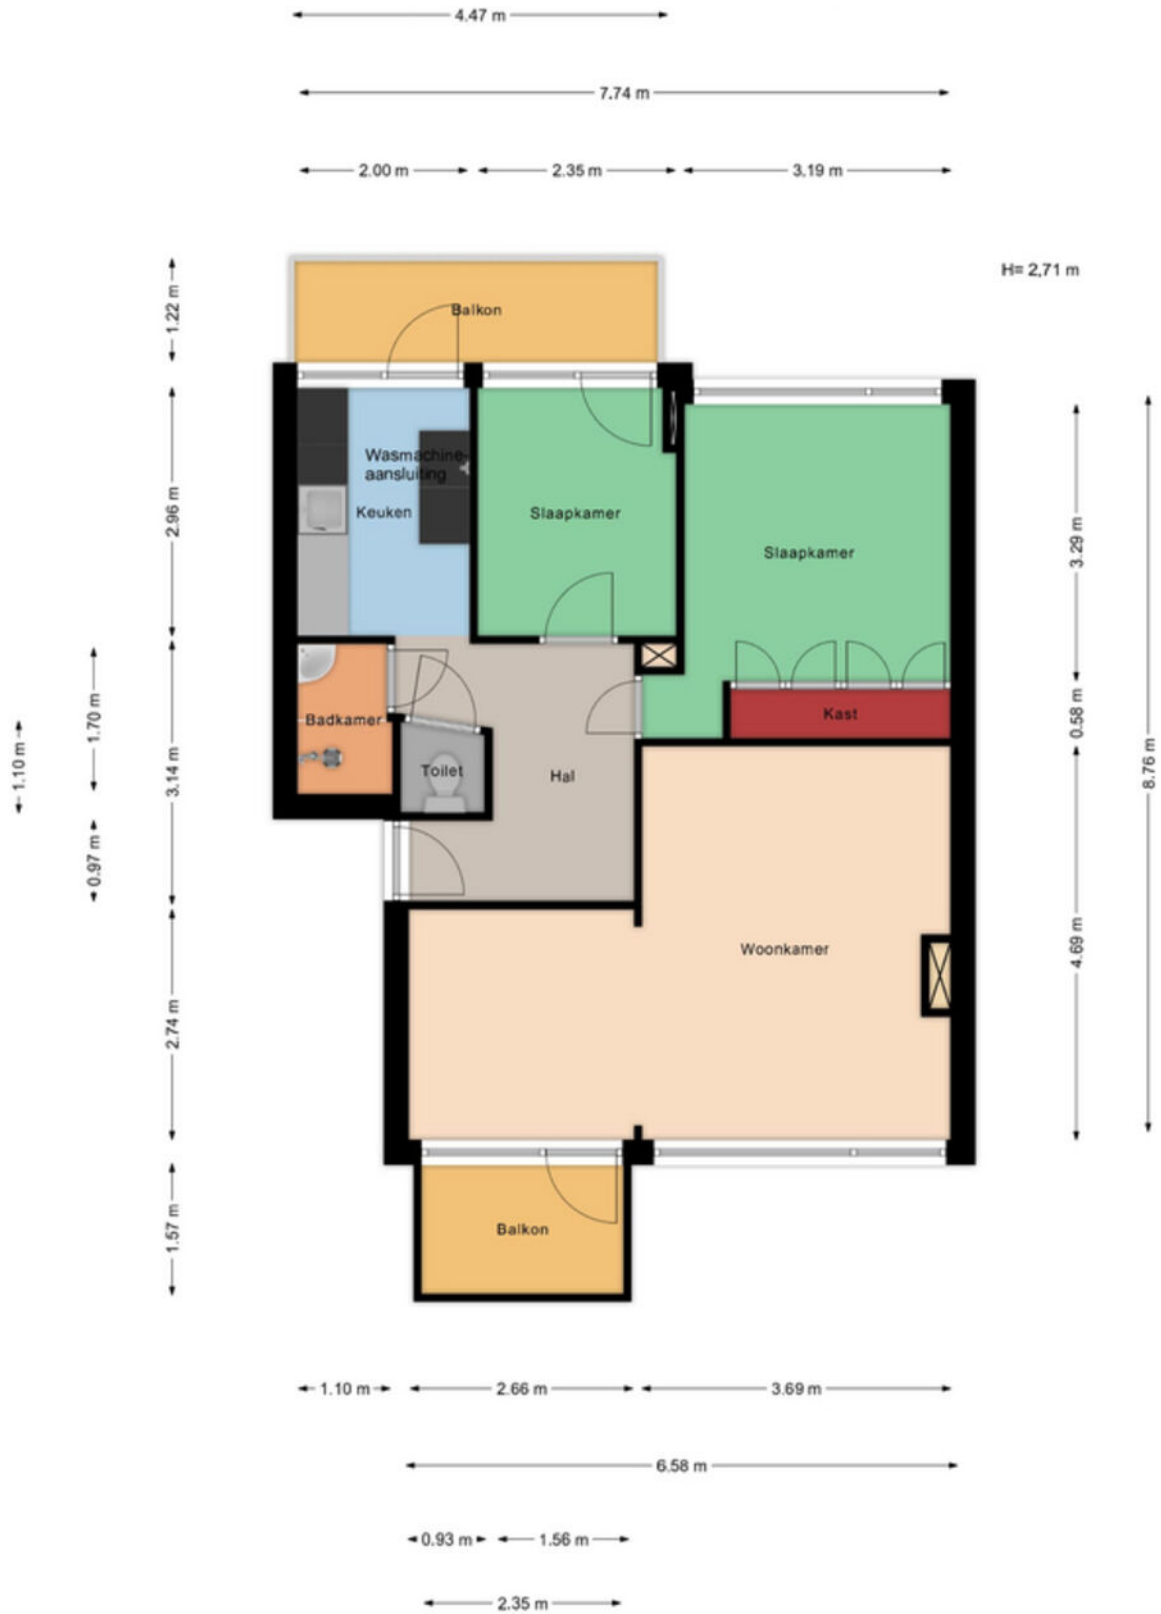 4.47 m
7.74 m
2.00 m
2.35 m
3.19 m
H= 2,71 m
1.22 m
Balkon
Wasmachine-
aansluiting
Keuken
Slaapkamer
Slaapkamer
2.96 m
3.29 m
Badkamer
Kast
1.70 m
0.58 m
1.10 m
3.14 m
Toilet
Hal
8.76 m
0.97 m
Woonkamer
4.69 m
2.74 m
1.57 m
Balkon
1.10 m
2.66 m
3.69 m
6.58 m
0.93 m
1.56 m
2.35 m